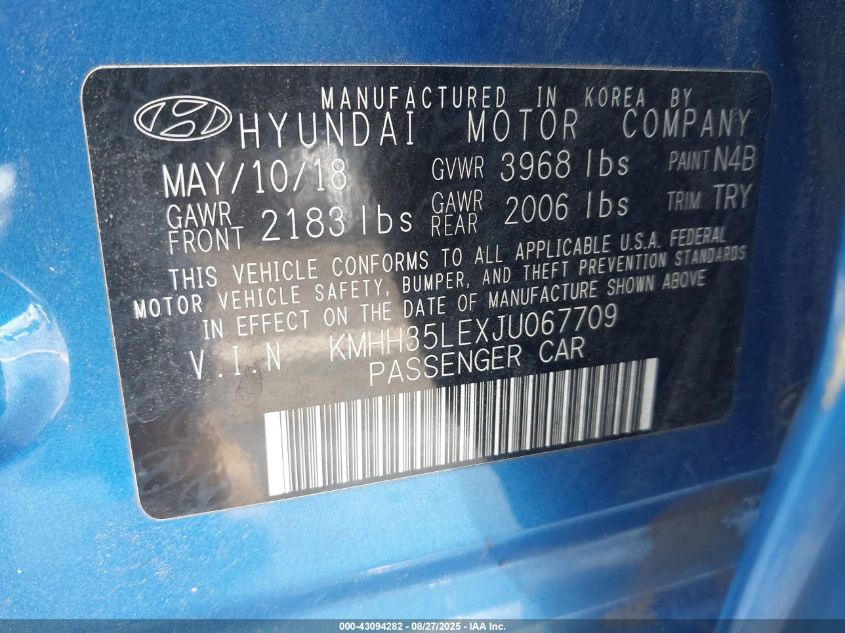 MANUFACTURED IN KOREA BY
HYUNDAI MOTOR COMPANY
MAY/10/18 GVWR 3968 lbs PAINT N4B
GAWR FRONT 2183 lbs GAWR REAR 2006 lbs TRIM TRY
THIS VEHICLE CONFORMS TO ALL APPLICABLE U.S.A. FEDERAL
MOTOR VEHICLE SAFETY, BUMPER, AND THEFT PREVENTION STANDARDS
IN EFFECT ON THE DATE OF MANUFACTURE SHOWN ABOVE
V.I.N KMHH35LEXJU067709
PASSENGER CAR
000-43094282 - 08/27/2025 - IAA Inc.